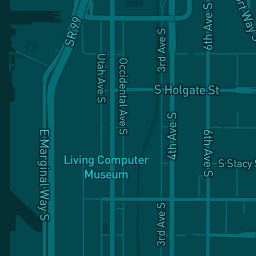 SR 99
Utah Ave S
Occidental Ave S
3rd Ave S
6th Ave S
S Holgate St
E Marginal Way S
4th Ave S
6th Ave S
Living Computer
Museum
S Stacy S
3rd Ave S